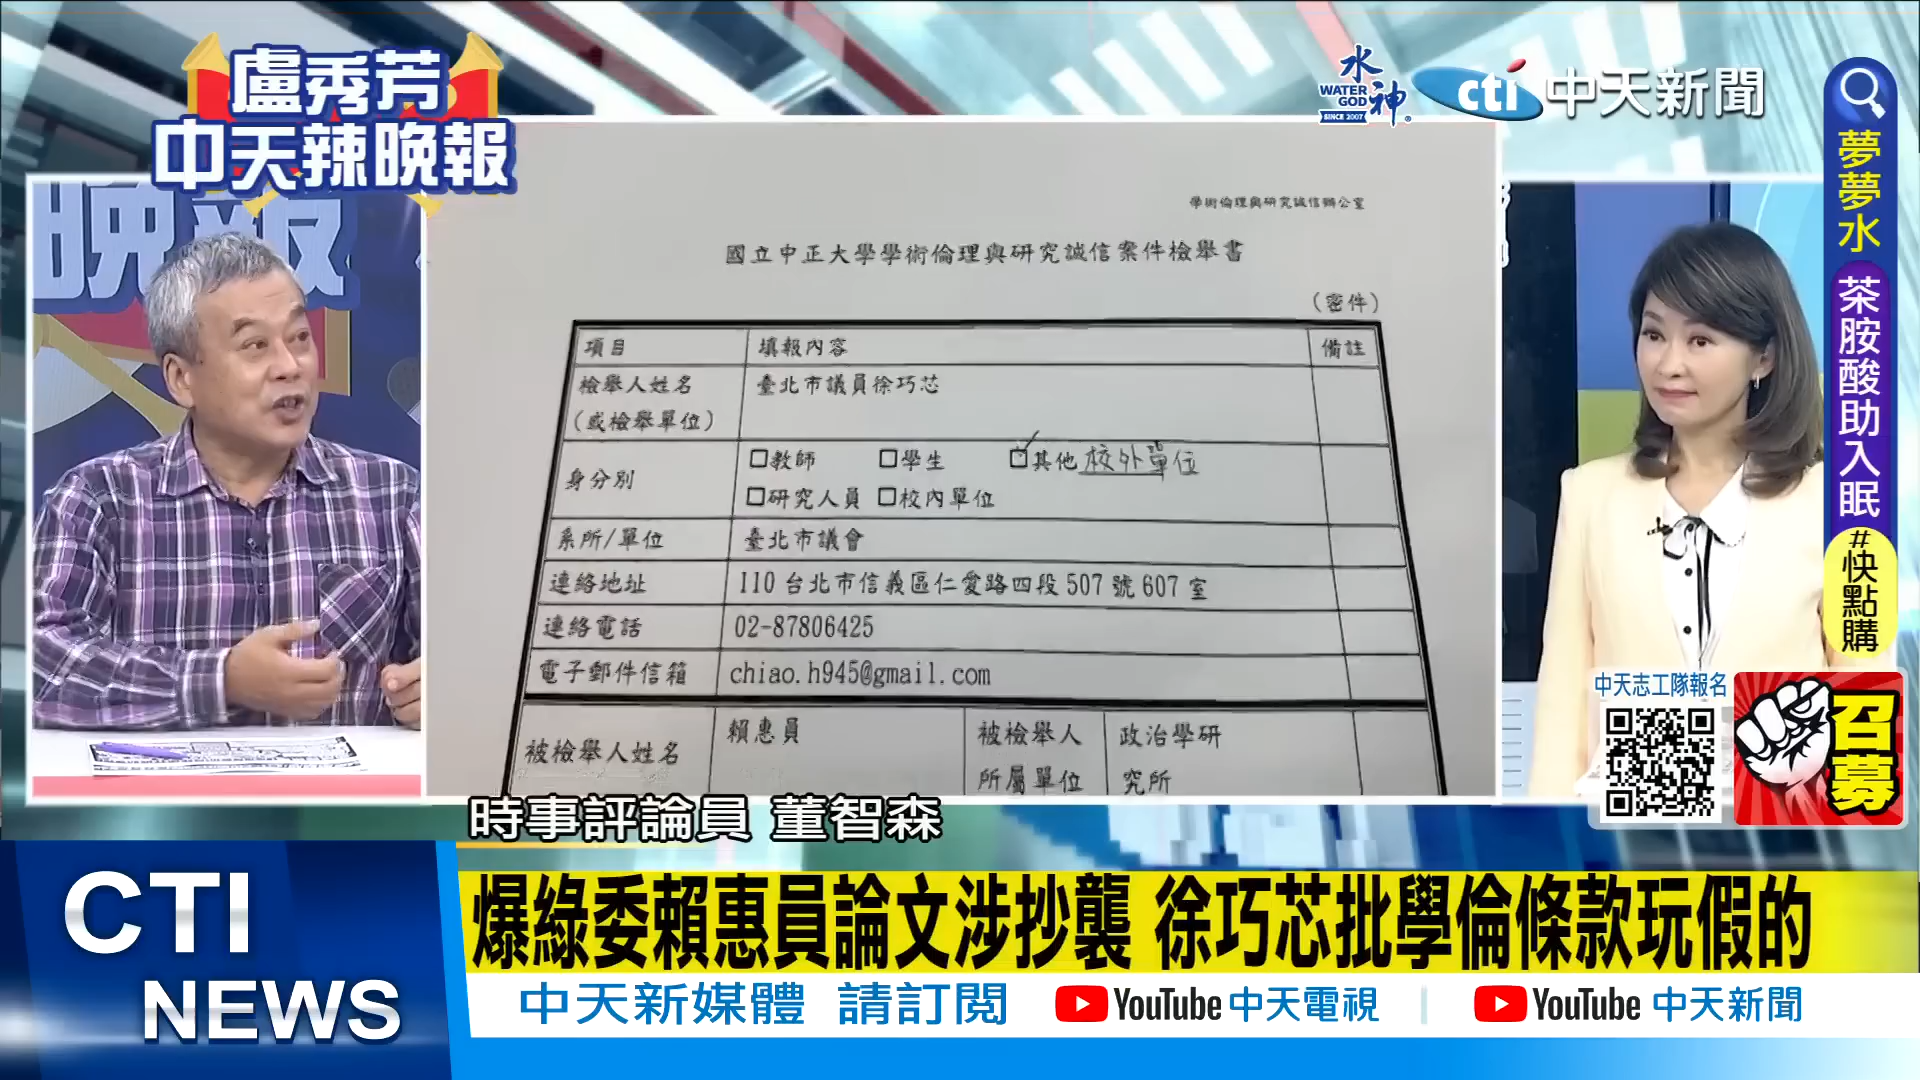 盧秀芳
中天辣晚報
晚報
水神
WATER
GOD
SINCE 2007
cti 中天新聞
夢夢水
茶胺酸助入眠
#快點購
學術倫理與研究誠信辦公室
國立中正大學學術倫理與研究誠信案件檢舉書
(密件)
項目 填報內容 備註
檢舉人姓名 臺北市議員徐巧芯
(或檢舉單位)
身分別 □教師 □學生 ☑其他 校外單位
□研究人員 □校內單位
系所/單位 臺北市議會
連絡地址 110 台北市信義區仁愛路四段 507 號 607 室
連絡電話 02-87806425
電子郵件信箱 chiao.h945@gmail.com
被檢舉人姓名 賴惠員 被檢舉人 政治學研
所屬單位 究所
中天志工隊報名
召募
時事評論員 董智森
CTI
NEWS
爆綠委賴惠員論文涉抄襲 徐巧芯批學倫條款玩假的
中天新媒體 請訂閱 YouTube 中天電視 | YouTube 中天新聞